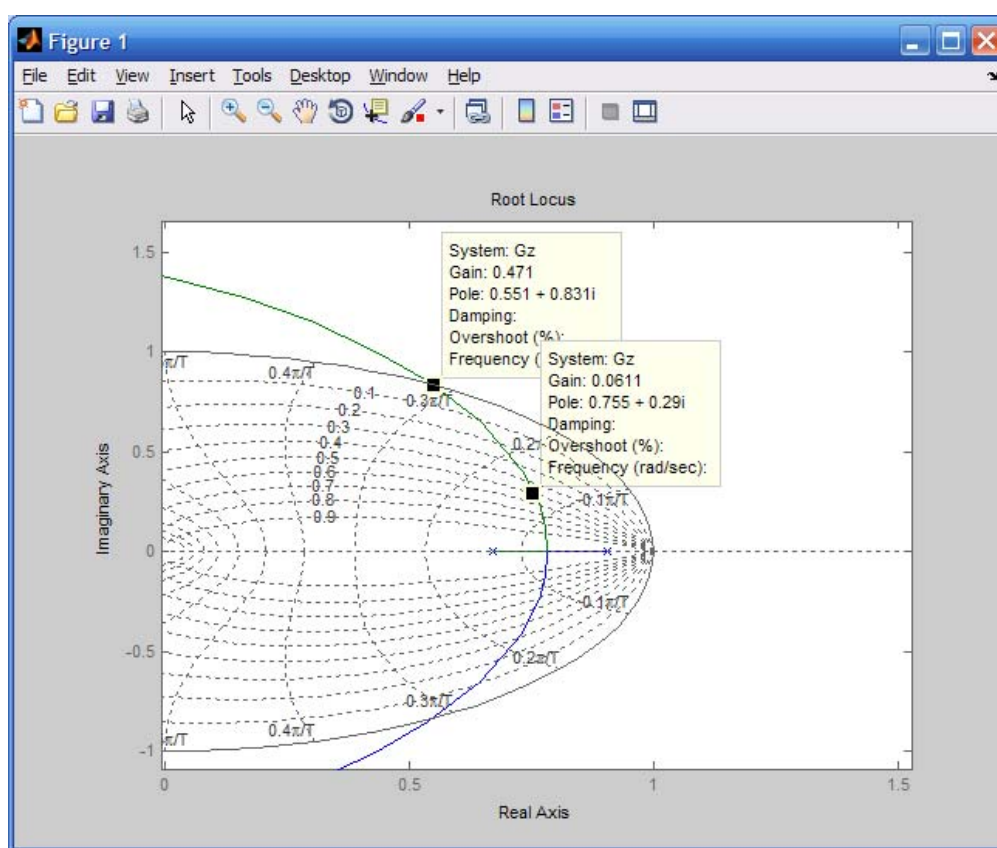 Figure 1
File Edit View Insert Tools Desktop Window Help
Root Locus
System: Gz
Gain: 0.471
Pole: 0.551 + 0.831i
Damping:
Overshoot (%):
Frequency (
System: Gz
Gain: 0.0611
Pole: 0.755 + 0.29i
Damping:
Overshoot (%):
Frequency (rad/sec):
1.5
1
0.5
0
-0.5
-1
Imaginary Axis
π/T
0.4π/T
0.3π/T
0.2π
0.1π/T
0.1
0.2
0.3
0.4
0.5
0.6
0.7
0.8
0.9
0.1π/T
0.2π/T
0.3π/T
0.4π/T
π/T
0
0.5
1
1.5
Real Axis